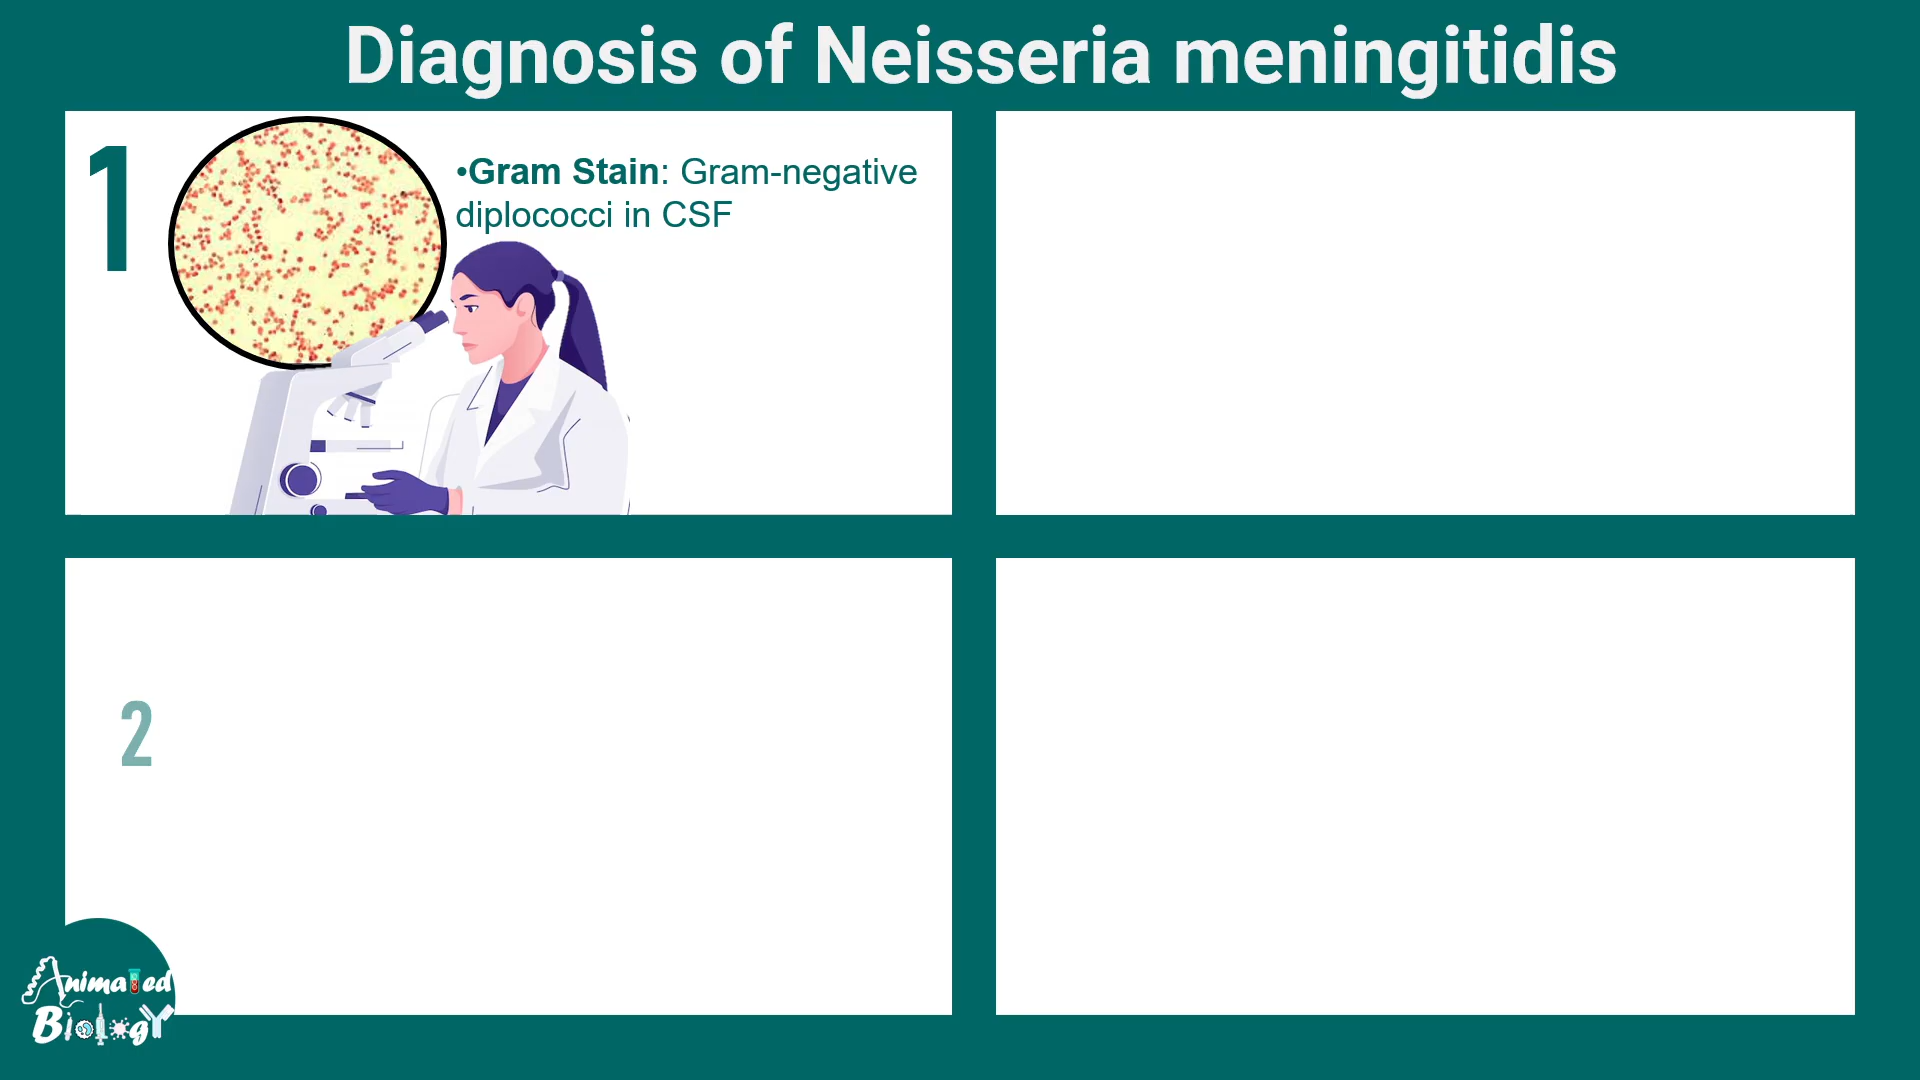 Diagnosis of Neisseria meningitidis
1
•Gram Stain: Gram-negative
diplococci in CSF
2
Animated
Biology